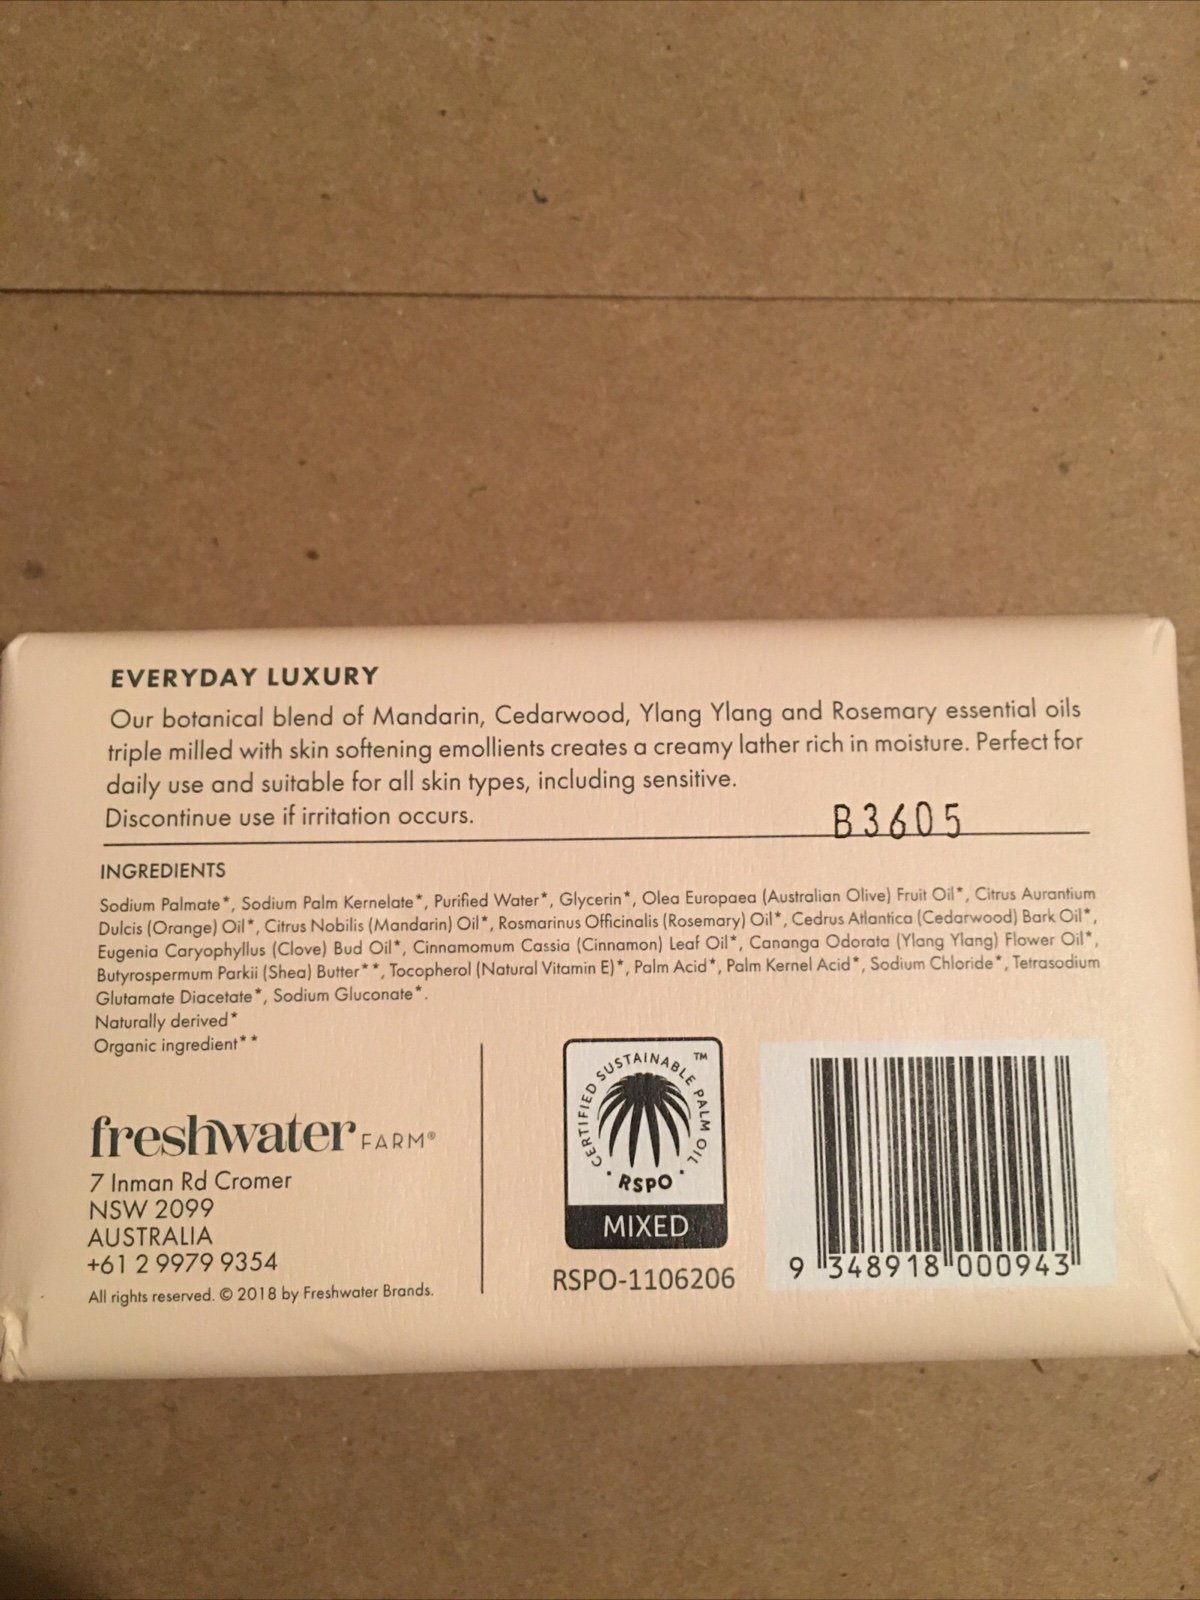 EVERYDAY LUXURY
Our botanical blend of Mandarin, Cedarwood, Ylang Ylang and Rosemary essential oils
triple milled with skin softening emollients creates a creamy lather rich in moisture. Perfect for
daily use and suitable for all skin types, including sensitive.
Discontinue use if irritation occurs.
B3605
INGREDIENTS
Sodium Palmate*, Sodium Palm Kernelate*, Purified Water*, Glycerin*, Olea Europaea (Australian Olive) Fruit Oil*, Citrus Aurantium
Dulcis (Orange) Oil*, Citrus Nobilis (Mandarin) Oil*, Rosmarinus Officinalis (Rosemary) Oil*, Cedrus Atlantica (Cedarwood) Bark Oil*,
Eugenia Caryophyllus (Clove) Bud Oil*, Cinnamomum Cassia (Cinnamon) Leaf Oil*, Cananga Odorata (Ylang Ylang) Flower Oil*,
Butyrospermum Parkii (Shea) Butter**, Tocopherol (Natural Vitamin E)*, Palm Acid*, Palm Kernel Acid*, Sodium Chloride*, Tetrasodium
Glutamate Diacetate*, Sodium Gluconate*.
Naturally derived*
Organic ingredient**
freshwater FARM®
7 Inman Rd Cromer
NSW 2099
AUSTRALIA
+61 2 9979 9354
All rights reserved. © 2018 by Freshwater Brands.
CERTIFIED SUSTAINABLE PALM OIL ™
· RSPO ·
MIXED
RSPO-1106206
9 348918 000943